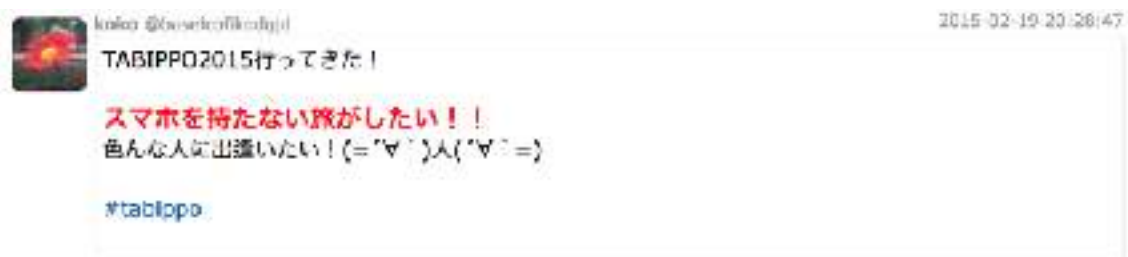 koko
2015-02-19 20:28:47
TABIPPO2015行ってきた！
スマホを持たない旅がしたい！！
色んな人に出逢いたい！(=´∀｀)人(´∀｀=)
#tabippo